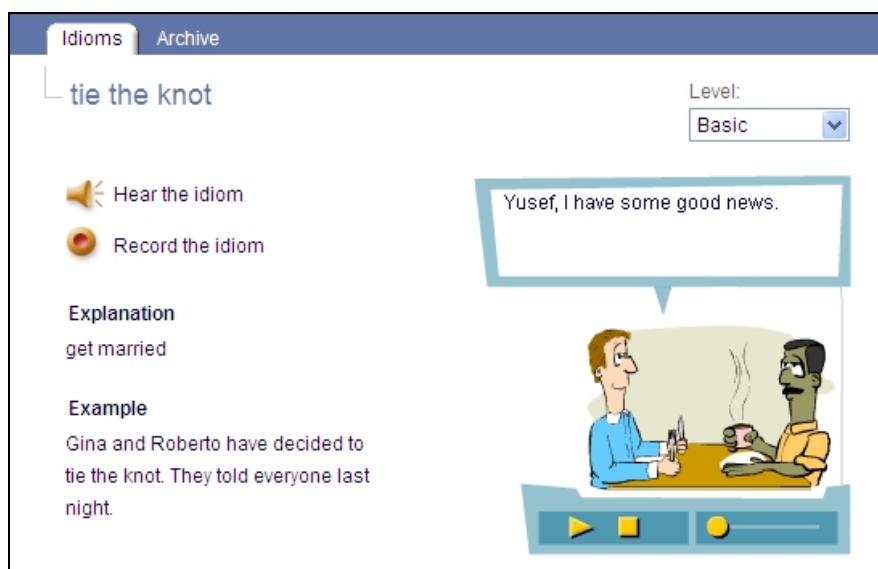 Idioms Archive
tie the knot
Level:
Basic
Hear the idiom
Record the idiom
Explanation
get married
Example
Gina and Roberto have decided to
tie the knot. They told everyone last
night.
Yusef, I have some good news.